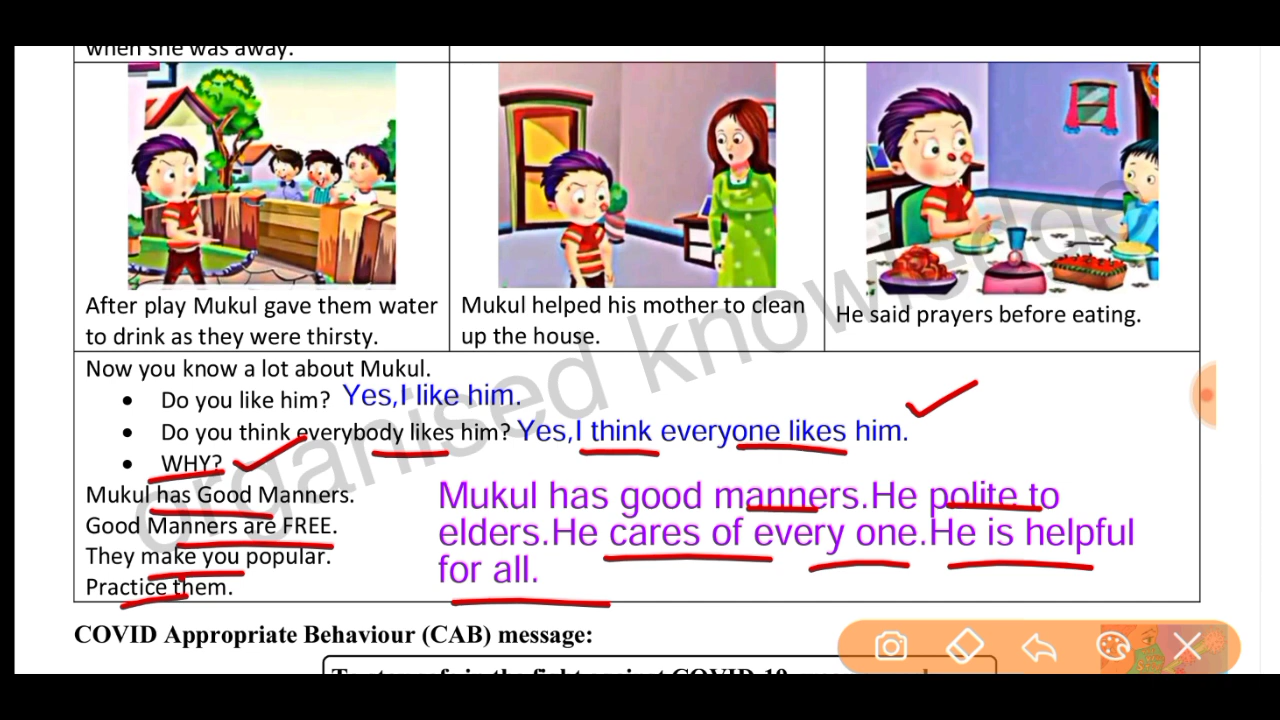 when she was away.
After play Mukul gave them water
to drink as they were thirsty.
Mukul helped his mother to clean
up the house.
He said prayers before eating.
Now you know a lot about Mukul.
• Do you like him? Yes,I like him.
• Do you think everybody likes him? Yes,I think everyone likes him.
• WHY?
Mukul has Good Manners.
Good Manners are FREE.
They make you popular.
Practice them.
Mukul has good manners.He polite to
elders.He cares of every one.He is helpful
for all.
organised knowledge
COVID Appropriate Behaviour (CAB) message: